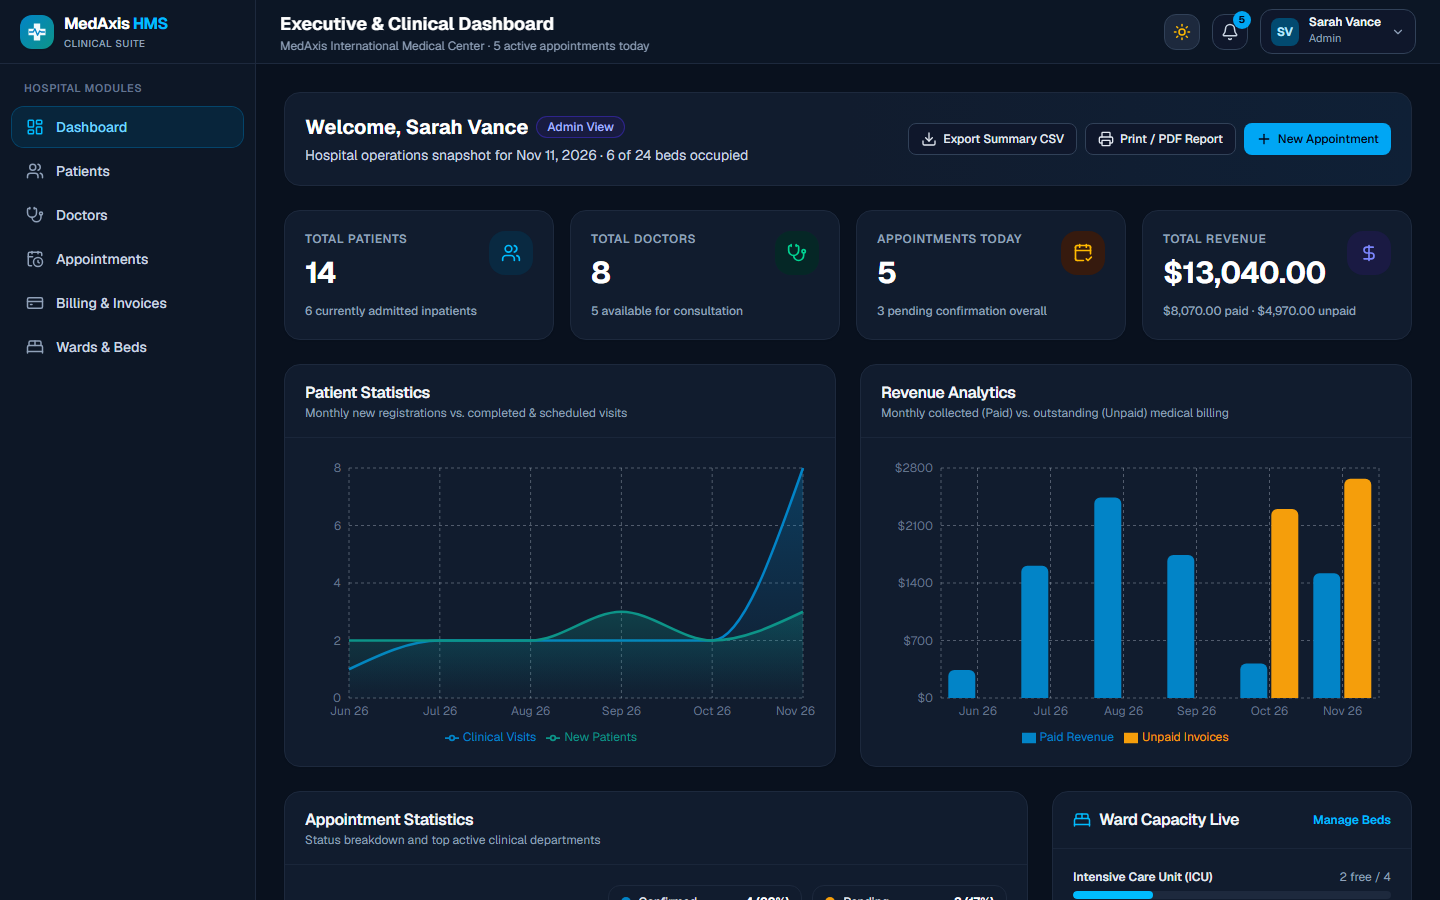 MedAxis HMS
CLINICAL SUITE
HOSPITAL MODULES
Dashboard
Patients
Doctors
Appointments
Billing & Invoices
Wards & Beds
Executive & Clinical Dashboard
MedAxis International Medical Center · 5 active appointments today
5
SV
Sarah Vance
Admin
Welcome, Sarah Vance
Admin View
Hospital operations snapshot for Nov 11, 2026 · 6 of 24 beds occupied
Export Summary CSV
Print / PDF Report
New Appointment
TOTAL PATIENTS
14
6 currently admitted inpatients
TOTAL DOCTORS
8
5 available for consultation
APPOINTMENTS TODAY
5
3 pending confirmation overall
TOTAL REVENUE
$13,040.00
$8,070.00 paid · $4,970.00 unpaid
Patient Statistics
Monthly new registrations vs. completed & scheduled visits
8
6
4
2
0
Jun 26
Jul 26
Aug 26
Sep 26
Oct 26
Nov 26
Clinical Visits
New Patients
Revenue Analytics
Monthly collected (Paid) vs. outstanding (Unpaid) medical billing
$2800
$2100
$1400
$700
$0
Jun 26
Jul 26
Aug 26
Sep 26
Oct 26
Nov 26
Paid Revenue
Unpaid Invoices
Appointment Statistics
Status breakdown and top active clinical departments
Confirmed
Pending
Ward Capacity Live
Manage Beds
Intensive Care Unit (ICU)
2 free / 4